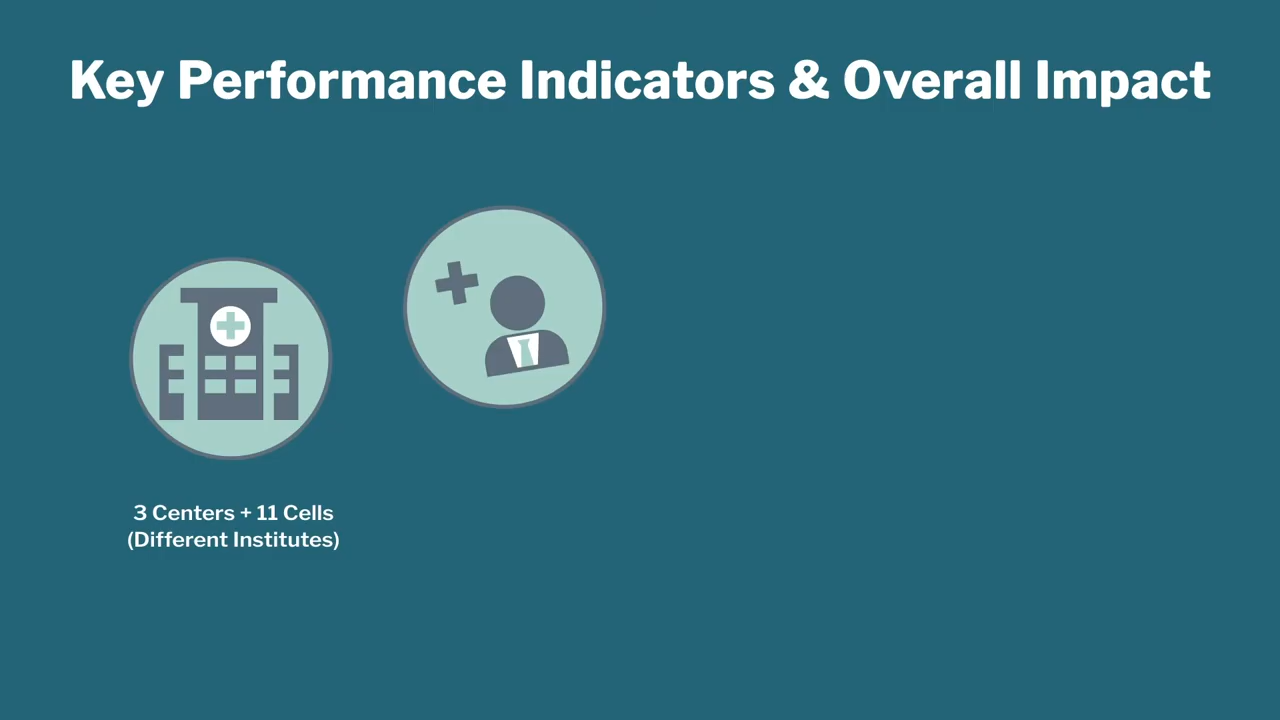 Key Performance Indicators & Overall Impact
3 Centers + 11 Cells
(Different Institutes)